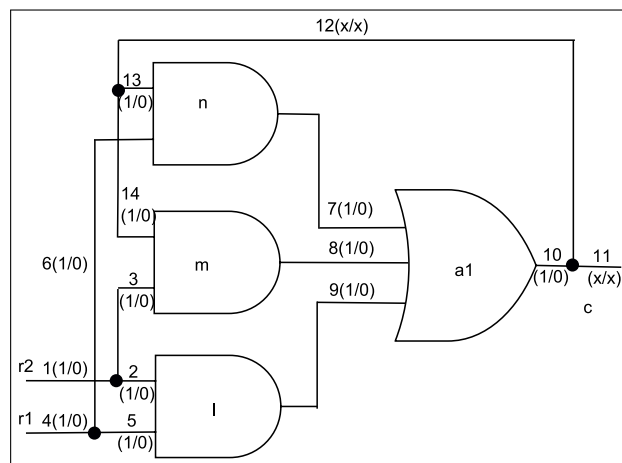 12(x/x)
13
(1/0)
n
14
(1/0)
7(1/0)
6(1/0)
3
(1/0)
m
8(1/0)
a1
10
(1/0)
11
(x/x)
9(1/0)
c
r2 1(1/0)
2
(1/0)
r1 4(1/0)
5
(1/0)
l